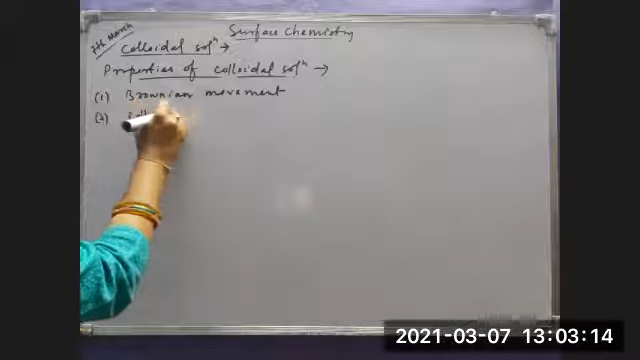 7th March
Surface Chemistry
Colloidal solⁿ →
Properties of colloidal solⁿ →
(1) Brownian movement
(2)
2021-03-07 13:03:14